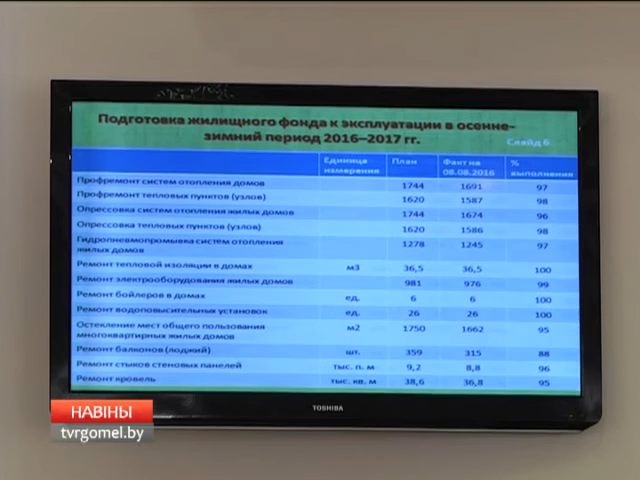 Подготовка жилищного фонда к эксплуатации в осенне-
зимний период 2016–2017 гг.
Слайд 6
Единица измерения План Факт на 08.08.2016 % выполнения
Профремонт систем отопления домов 1744 1691 97
Профремонт тепловых пунктов (узлов) 1620 1587 98
Опрессовка систем отопления жилых домов 1744 1674 96
Опрессовка тепловых пунктов (узлов) 1620 1586 98
Гидропневмопромывка систем отопления
жилых домов 1278 1245 97
Ремонт тепловой изоляции в домах м3 36,5 36,5 100
Ремонт электрооборудования жилых домов 981 976 99
Ремонт бойлеров в домах ед. 6 6 100
Ремонт водоповысительных установок ед. 26 26 100
Остекление мест общего пользования
многоквартирных жилых домов м2 1750 1662 95
Ремонт балконов (лоджий) шт. 359 315 88
Ремонт стыков стеновых панелей тыс. п. м 9,2 8,8 96
Ремонт кровель тыс. кв. м 38,6 36,8 95
TOSHIBA
НАВІНЫ
tvrgomel.by